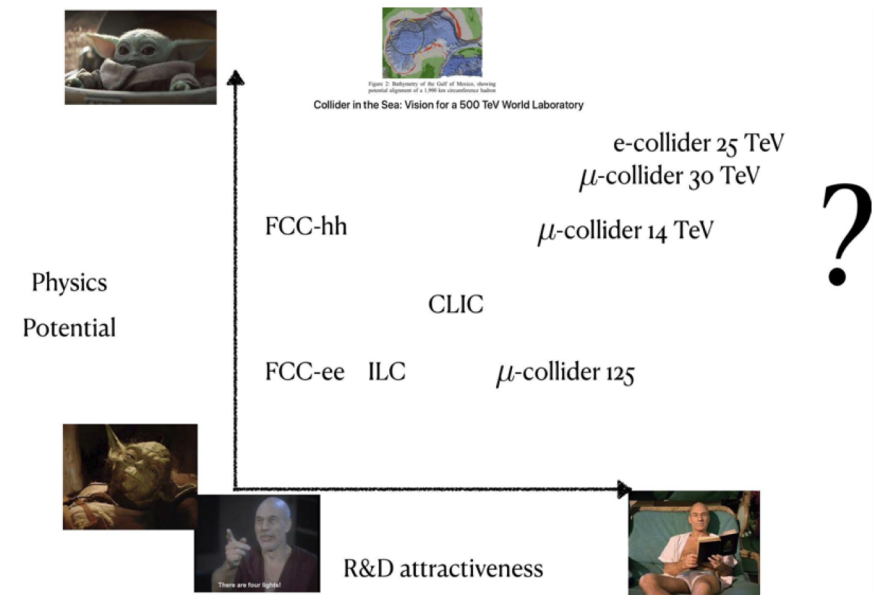 Figure 2: Bathymetry of the Gulf of Mexico, showing
potential alignment of a 1,900 km circumference hadron
Collider in the Sea: Vision for a 500 TeV World Laboratory
e-collider 25 TeV
μ-collider 30 TeV
?
FCC-hh
μ-collider 14 TeV
Physics
Potential
CLIC
FCC-ee
ILC
μ-collider 125
There are four lights!
R&D attractiveness